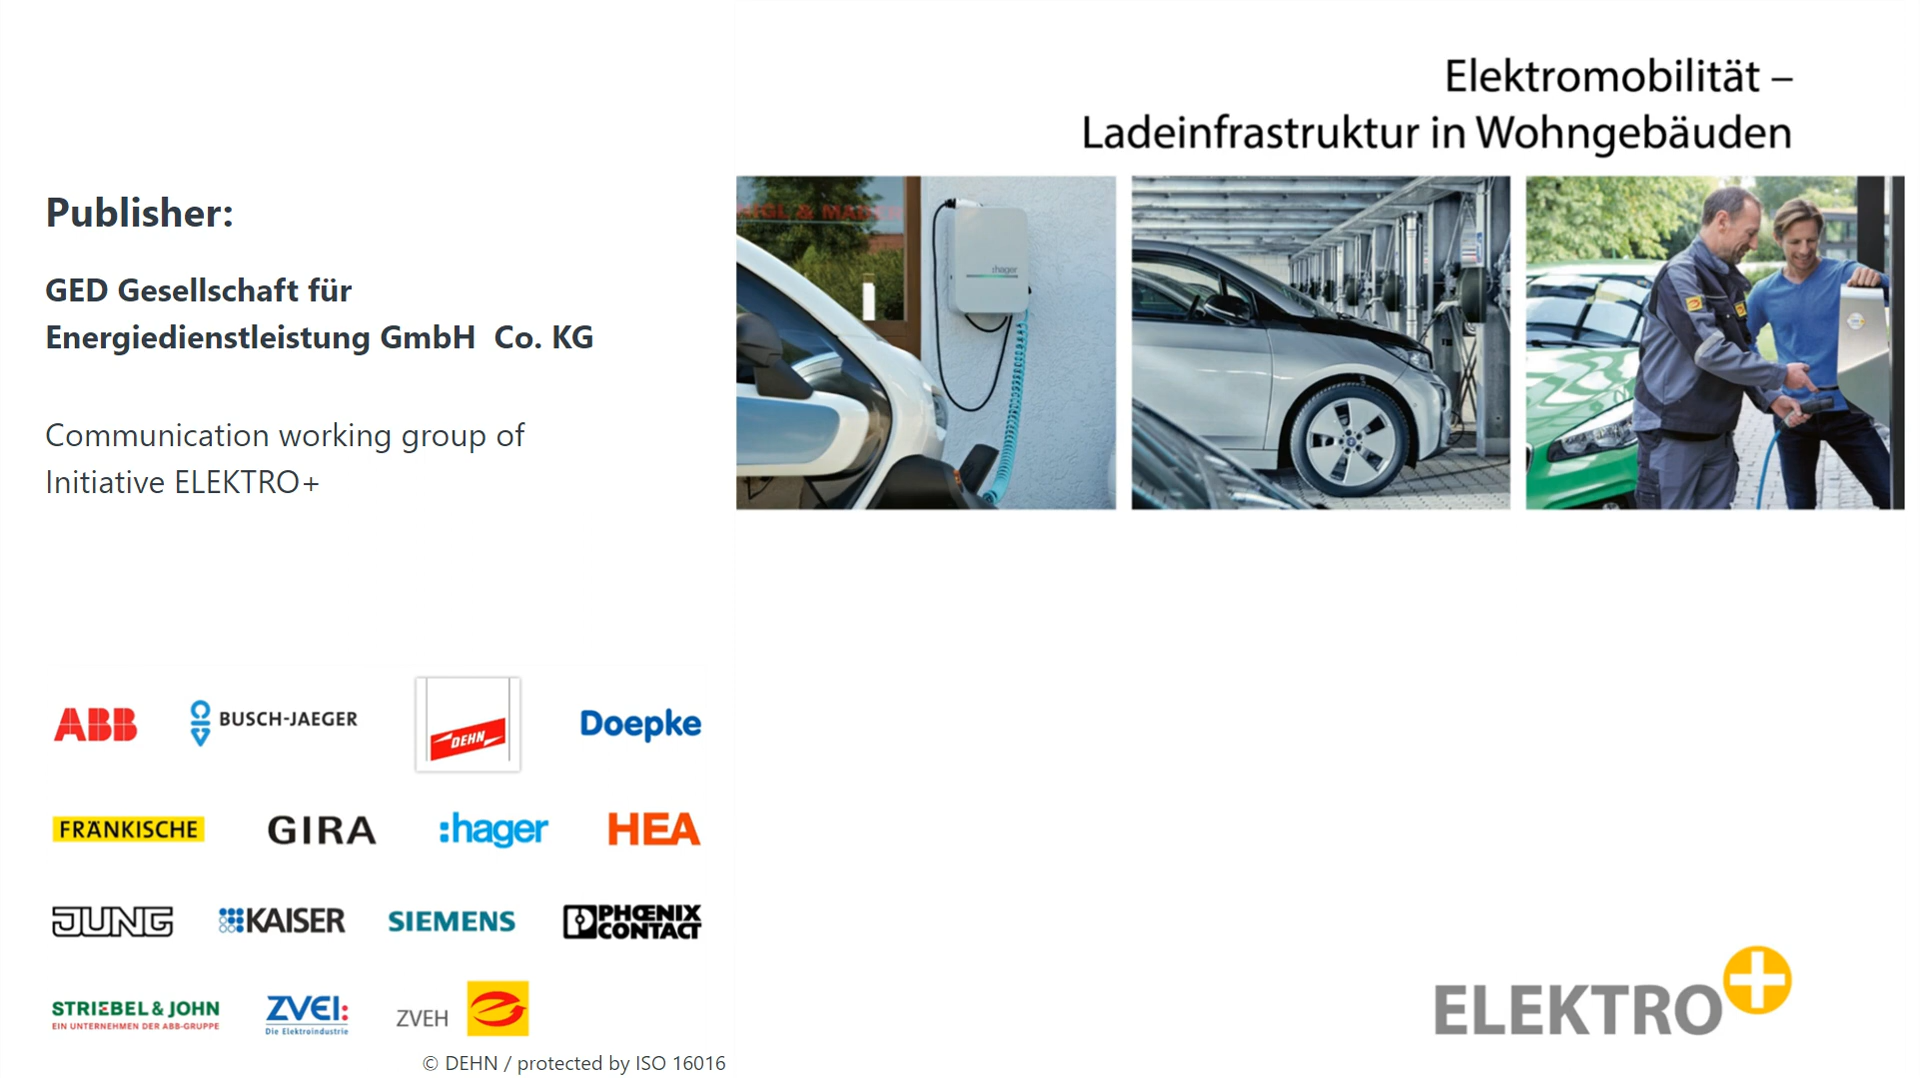 Elektromobilität –
Ladeinfrastruktur in Wohngebäuden
Publisher:
GED Gesellschaft für
Energiedienstleistung GmbH  Co. KG
Communication working group of
Initiative ELEKTRO+
:hager
ABB
BUSCH-JAEGER
DEHN
Doepke
FRÄNKISCHE
GIRA
:hager
HEA
JUNG
KAISER
SIEMENS
PHŒNIX
CONTACT
STRIEBEL & JOHN
EIN UNTERNEHMEN DER ABB-GRUPPE
ZVEI:
Die Elektroindustrie
ZVEH
ELEKTRO+
© DEHN / protected by ISO 16016